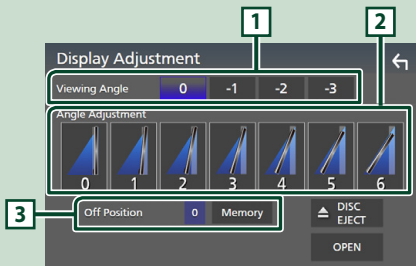 1 2
Display Adjustment
Viewing Angle 0 -1 -2 -3
Angle Adjustment
0 1 2 3 4 5 6
3
Off Position 0 Memory
DISC
EJECT
OPEN